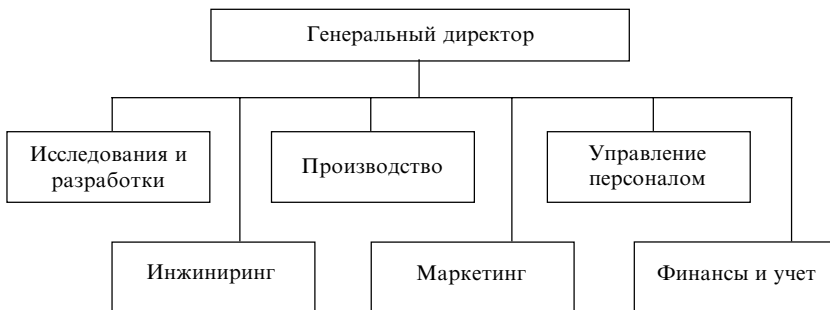 Генеральный директор
Исследования и
разработки
Производство
Управление
персоналом
Инжиниринг
Маркетинг
Финансы и учет